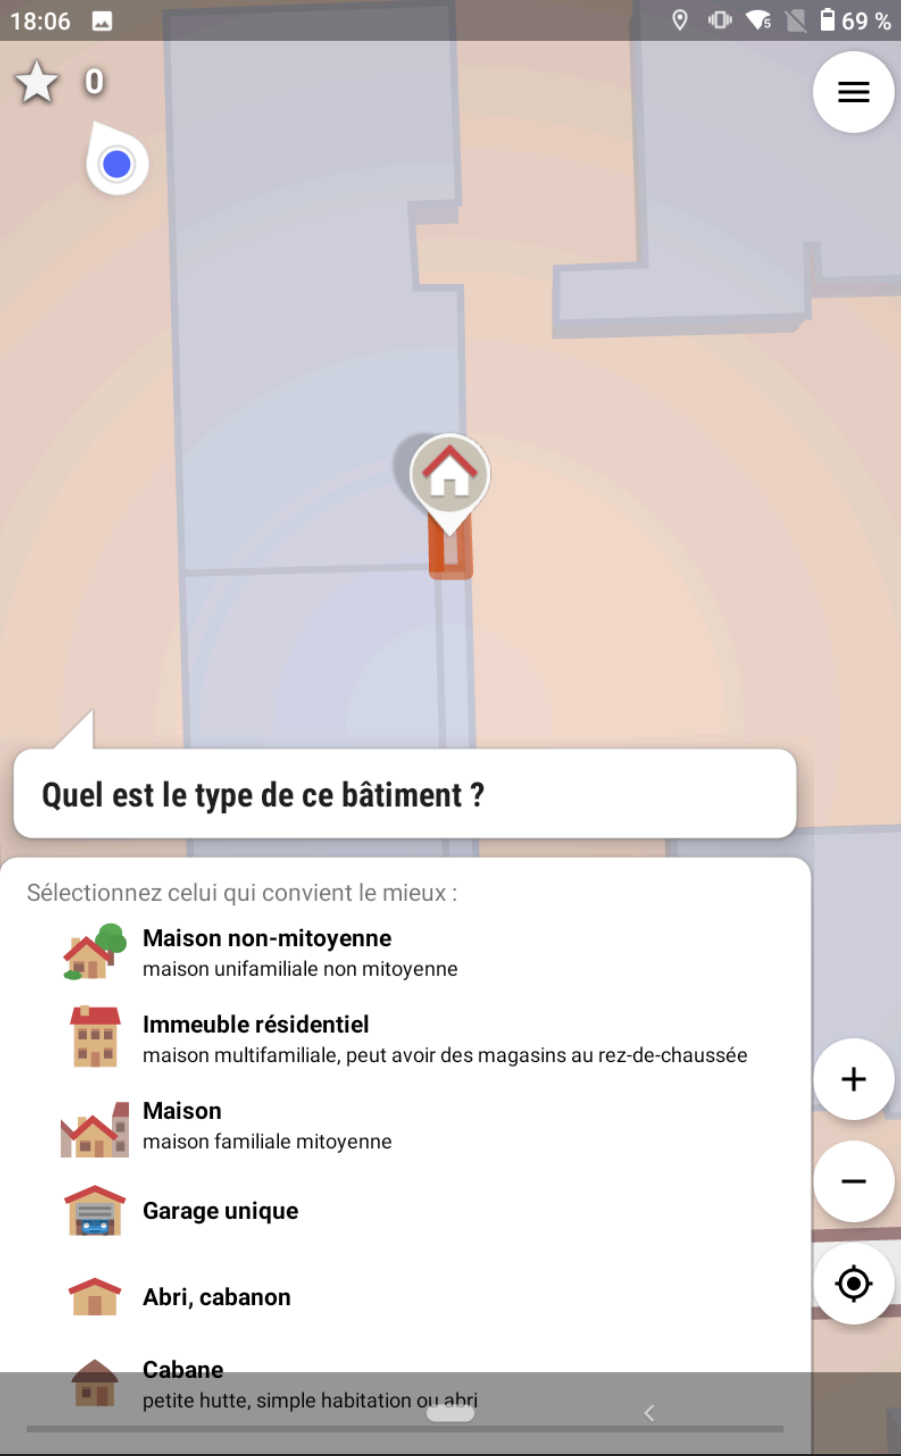 18:06
5
69 %
0
Quel est le type de ce bâtiment ?
Sélectionnez celui qui convient le mieux :
Maison non-mitoyenne
maison unifamiliale non mitoyenne
Immeuble résidentiel
maison multifamiliale, peut avoir des magasins au rez-de-chaussée
Maison
maison familiale mitoyenne
Garage unique
Abri, cabanon
Cabane
petite hutte, simple habitation ou abri